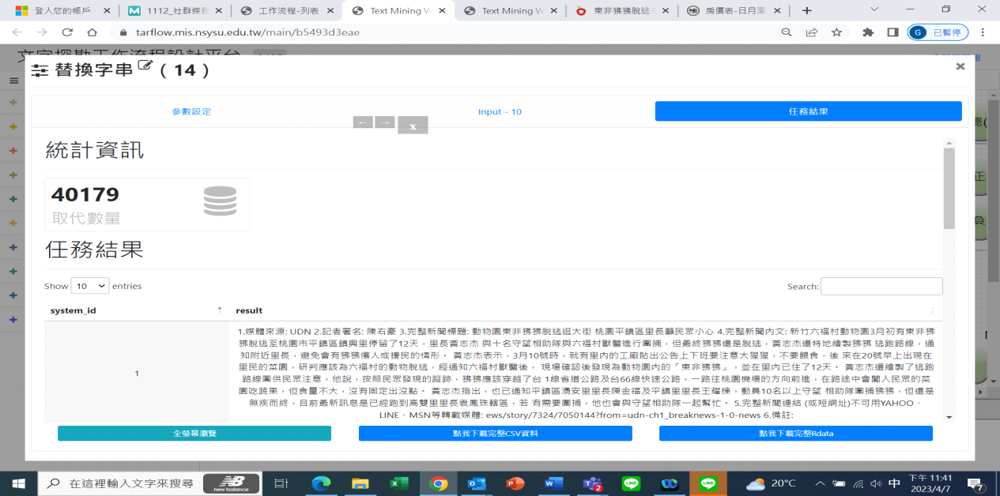 登入您的帳戶
1112_社群媒
工作流程-列表
Text Mining W
Text Mining W
東非狒狒脫逃
房價表-日月潭
tarflow.mis.nsysu.edu.tw/main/b5493d3eae
G 已暫停
替換字串 ( 14 )
參數設定
Input - 10
任務結果
← → x
統計資訊
40179
取代數量
任務結果
Show 10 entries
Search:
system_id
result
1
1.媒體來源: UDN 2.記者署名: 陳右豪 3.完整新聞標題: 動物園東非狒狒脫逃逛大街 桃園平鎮區里長籲民眾小心 4.完整新聞內文: 新竹六福村動物園3月初有東非狒
狒脫逃至桃園市平鎮區鎮興里停留了12天,里長黃志杰 與十名守望相助隊與六福村獸醫進行圍捕,但最終狒狒還是脫逃,黃志杰還特地繪製狒狒 逃跑路線,通
知附近里長,避免會有狒狒傷人或擾民的情形。 黃志杰表示,3月10號時,就有里內的工廠貼出公告上下班要注意大猩猩,不要餵食,後 來在20號早上出現在
里民的菜園,研判應該為六福村的動物脫逃,經通知六福村獸醫後, 現場確認後發現為動物園內的「東非狒狒」,並在里內已住了12天。 黃志杰還繪製了逃跑
路線圖供民眾注意,他說,按照民眾發現的蹤跡,狒狒應該穿越了台 1線省道公路及台66線快速公路,一路往桃園機場的方向前進,在路途中會闖入民眾的菜
園吃蔬果,但食量不大,沒有固定出沒點。 黃志杰指出,也已通知平鎮區湧安里里長陳金福及平鎮里里長王耀棟,動員10名以上守望 相助隊圍捕狒狒,但還是
無疾而終,目前最新訊息是已經跑到高雙里里長袁鳳珠轄區,若 有需要圍捕,他也會與守望相助隊一起幫忙。 5.完整新聞連結 (或短網址)不可用YAHOO、
LINE、MSN等轉載媒體: ews/story/7324/7050144?from=udn-ch1_breaknews-1-0-news 6.備註:
全螢幕瀏覽
點我下載完整CSV資料
點我下載完整Rdata
在這裡輸入文字來搜尋
new balance
2
20°C
中
下午 11:41
2023/4/7
7